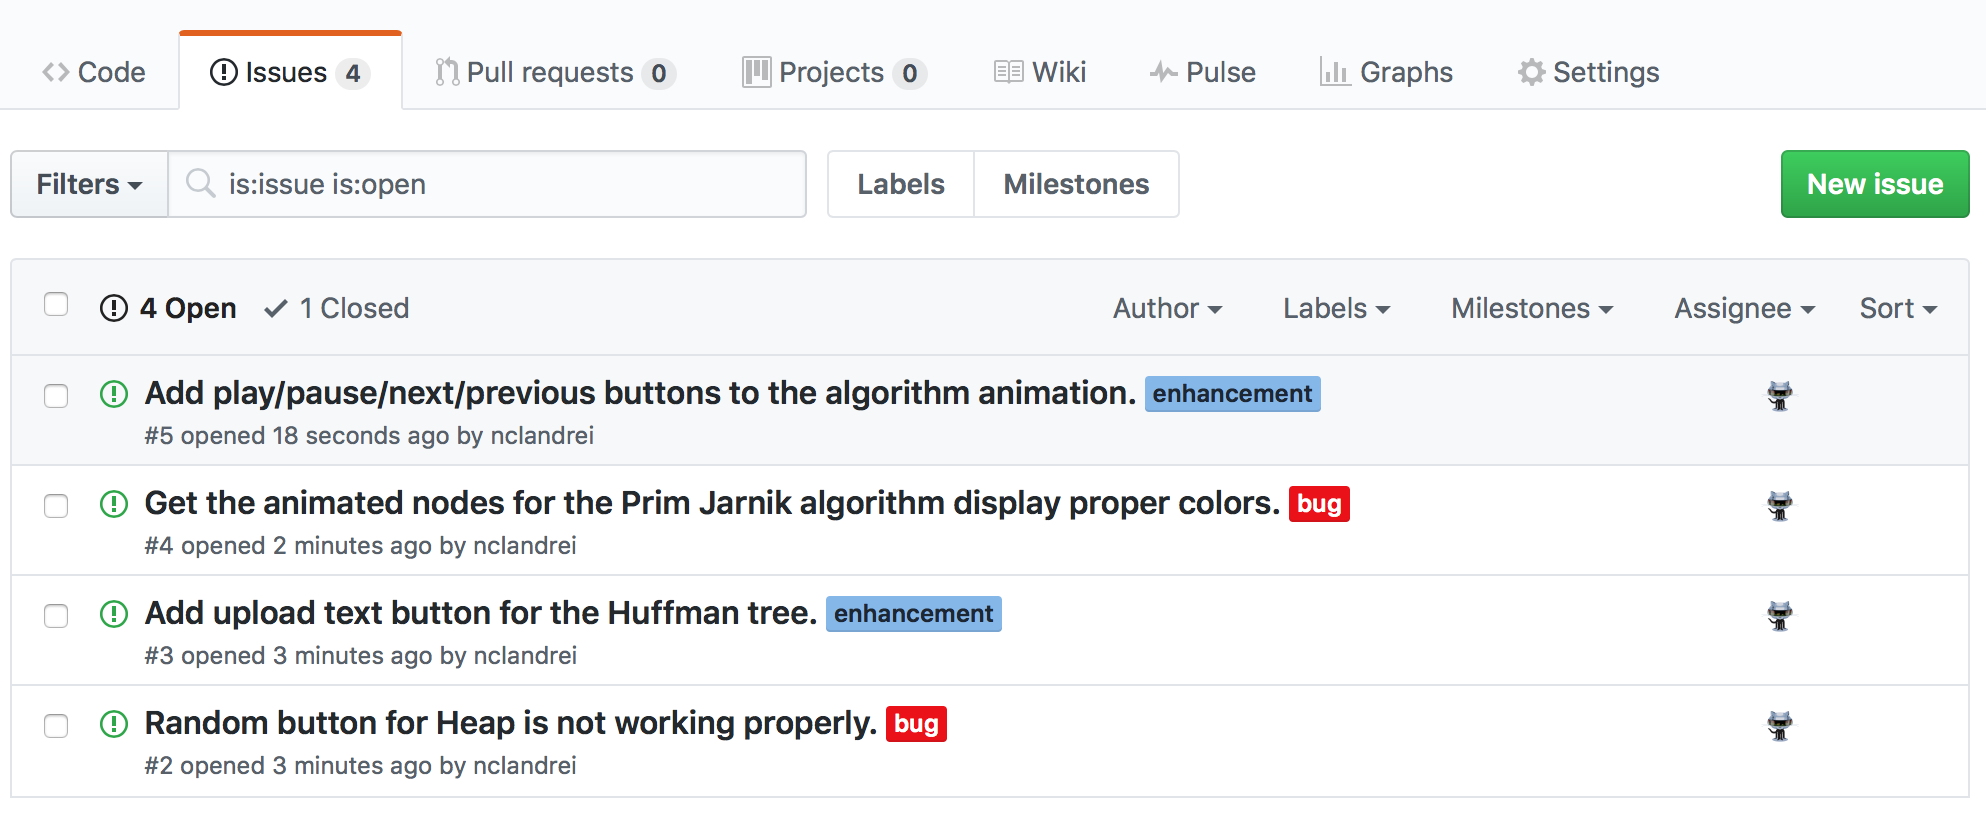 Code Issues 4 Pull requests 0 Projects 0 Wiki Pulse Graphs Settings
Filters is:issue is:open Labels Milestones New issue
4 Open 1 Closed Author Labels Milestones Assignee Sort
Add play/pause/next/previous buttons to the algorithm animation. enhancement
#5 opened 18 seconds ago by nclandrei
Get the animated nodes for the Prim Jarnik algorithm display proper colors. bug
#4 opened 2 minutes ago by nclandrei
Add upload text button for the Huffman tree. enhancement
#3 opened 3 minutes ago by nclandrei
Random button for Heap is not working properly. bug
#2 opened 3 minutes ago by nclandrei